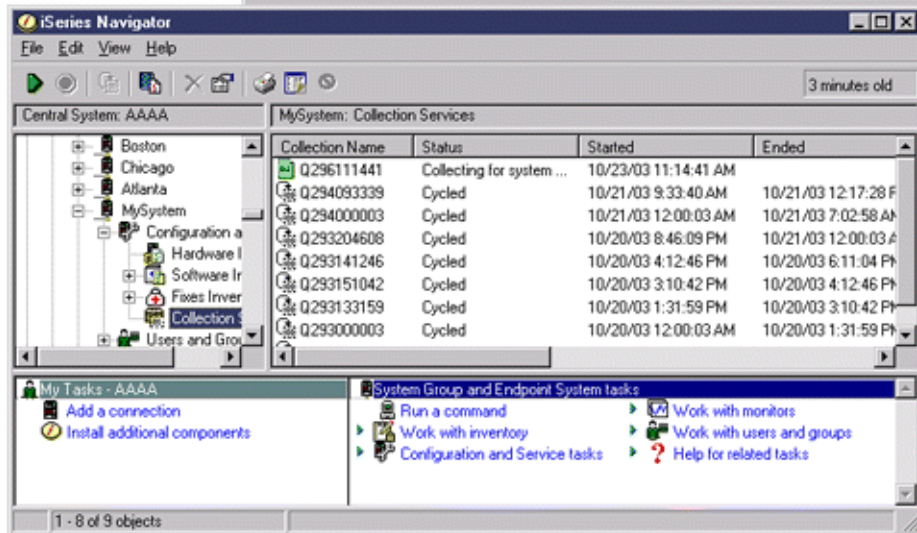 iSeries Navigator
File Edit View Help
3 minutes old
Central System: AAAA
MySystem: Collection Services
Boston
Chicago
Atlanta
MySystem
Configuration a
Hardware I
Software Ir
Fixes Inver
Collection S
Users and Grou
Collection Name Status Started Ended
Q296111441 Collecting for system ... 10/23/03 11:14:41 AM
Q294093339 Cycled 10/21/03 9:33:40 AM 10/21/03 12:17:28 P
Q294000003 Cycled 10/21/03 12:00:03 AM 10/21/03 7:02:58 AM
Q293204608 Cycled 10/20/03 8:46:09 PM 10/21/03 12:00:03 A
Q293141246 Cycled 10/20/03 4:12:46 PM 10/20/03 6:11:04 PM
Q293151042 Cycled 10/20/03 3:10:42 PM 10/20/03 4:12:46 PM
Q293133159 Cycled 10/20/03 1:31:59 PM 10/20/03 3:10:42 PM
Q293000003 Cycled 10/20/03 12:00:03 AM 10/20/03 1:31:59 PM
My Tasks - AAAA
Add a connection
Install additional components
System Group and Endpoint System tasks
Run a command
Work with inventory
Configuration and Service tasks
Work with monitors
Work with users and groups
Help for related tasks
1 - 8 of 9 objects